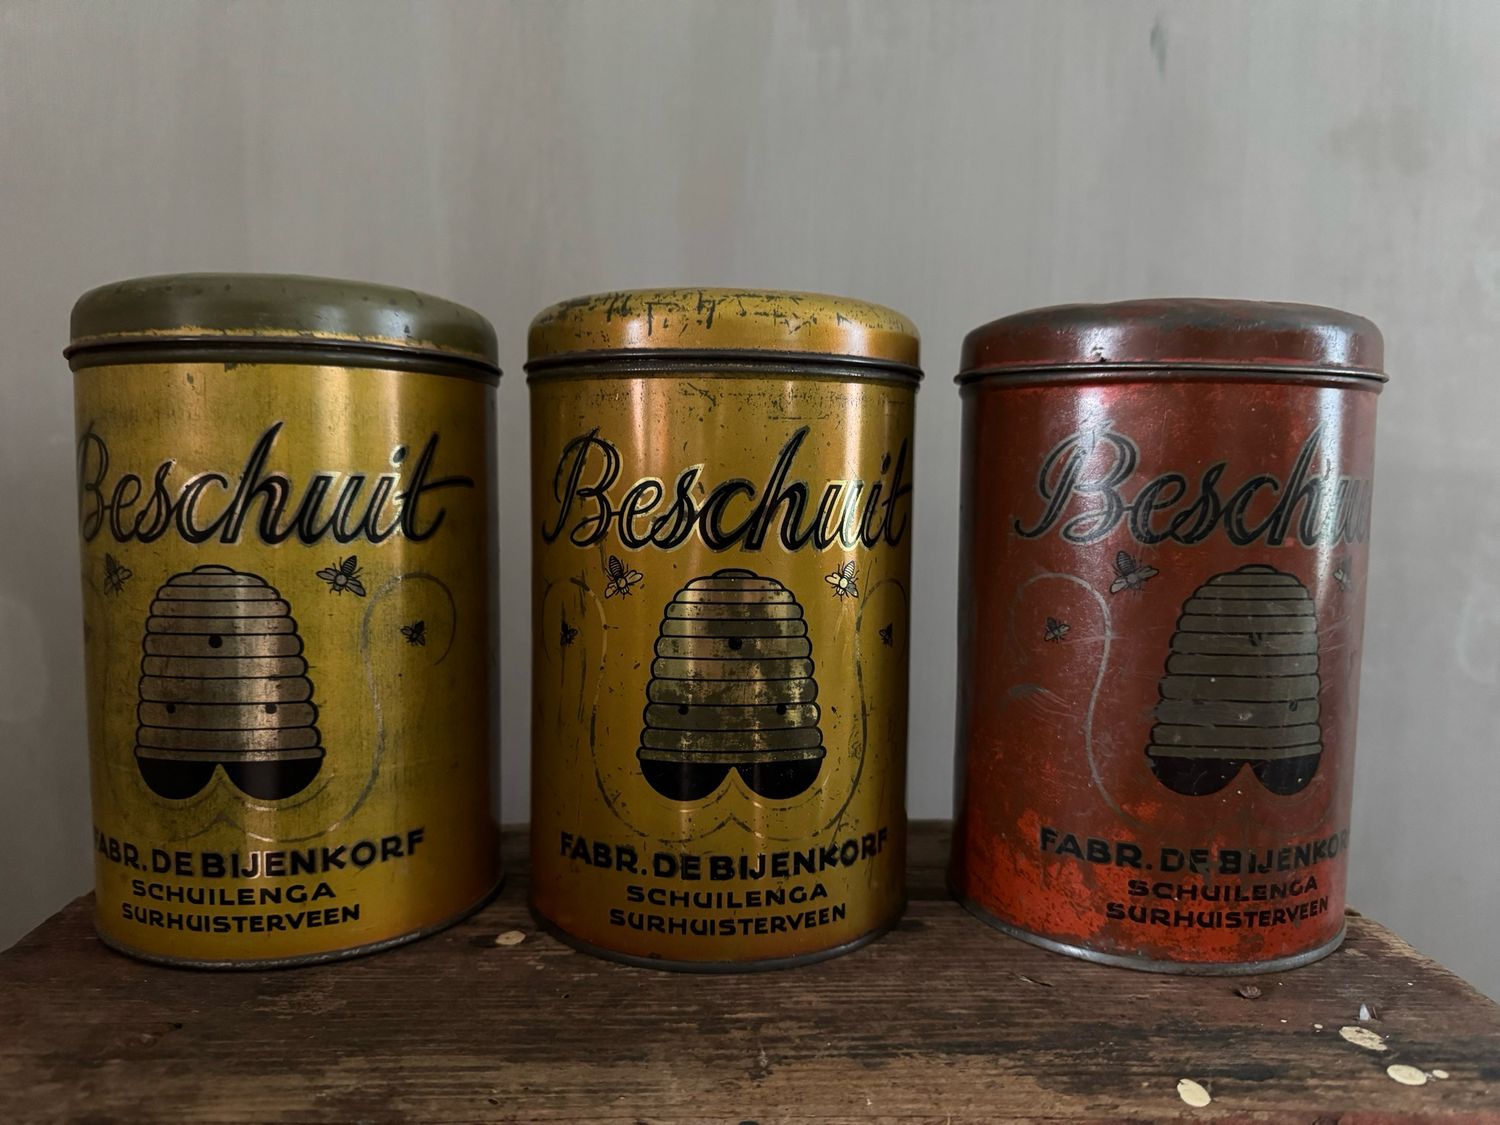 Beschuit
FABR. DE BIJENKORF
SCHUILENGA
SURHUISTERVEEN
Beschuit
FABR. DE BIJENKORF
SCHUILENGA
SURHUISTERVEEN
Beschu
FABR. DE BIJENKOR
SCHUILENGA
SURHUISTERVEEN